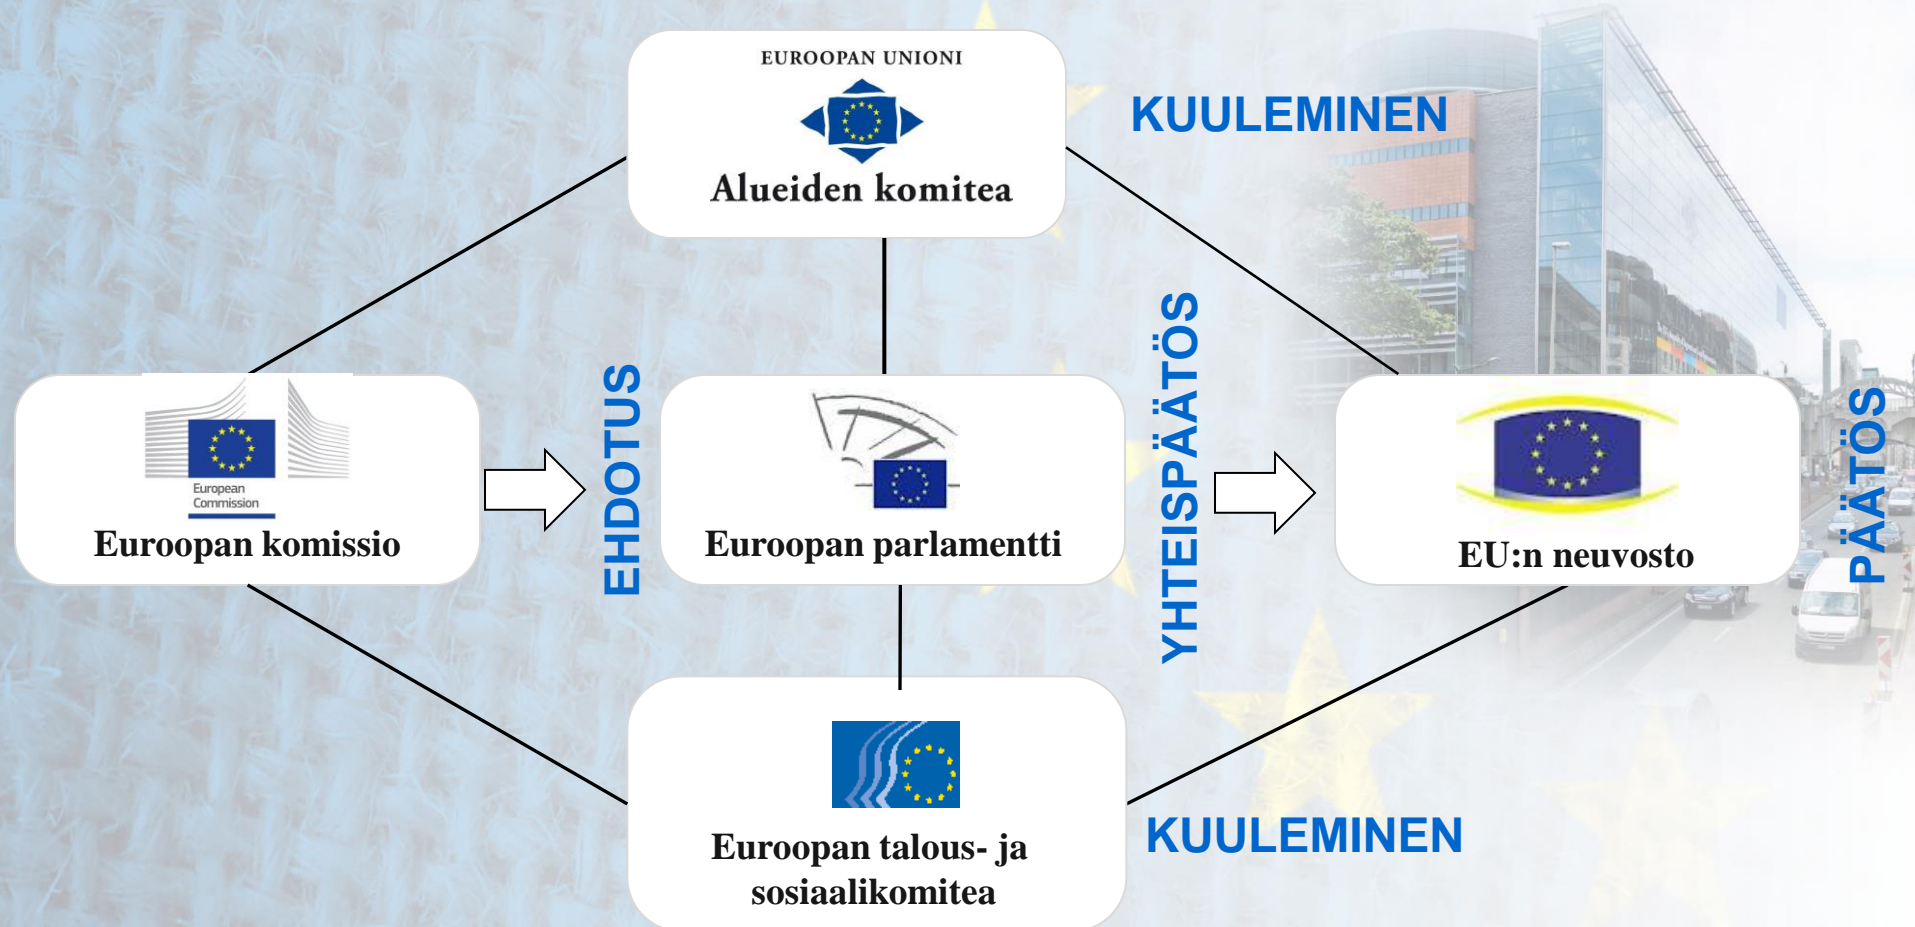 EUROOPAN UNIONI
Alueiden komitea
KUULEMINEN
European
Commission
Euroopan komissio
EHDOTUS
Euroopan parlamentti
YHTEISPÄÄTÖS
EU:n neuvosto
PÄÄTÖS
Euroopan talous- ja
sosiaalikomitea
KUULEMINEN